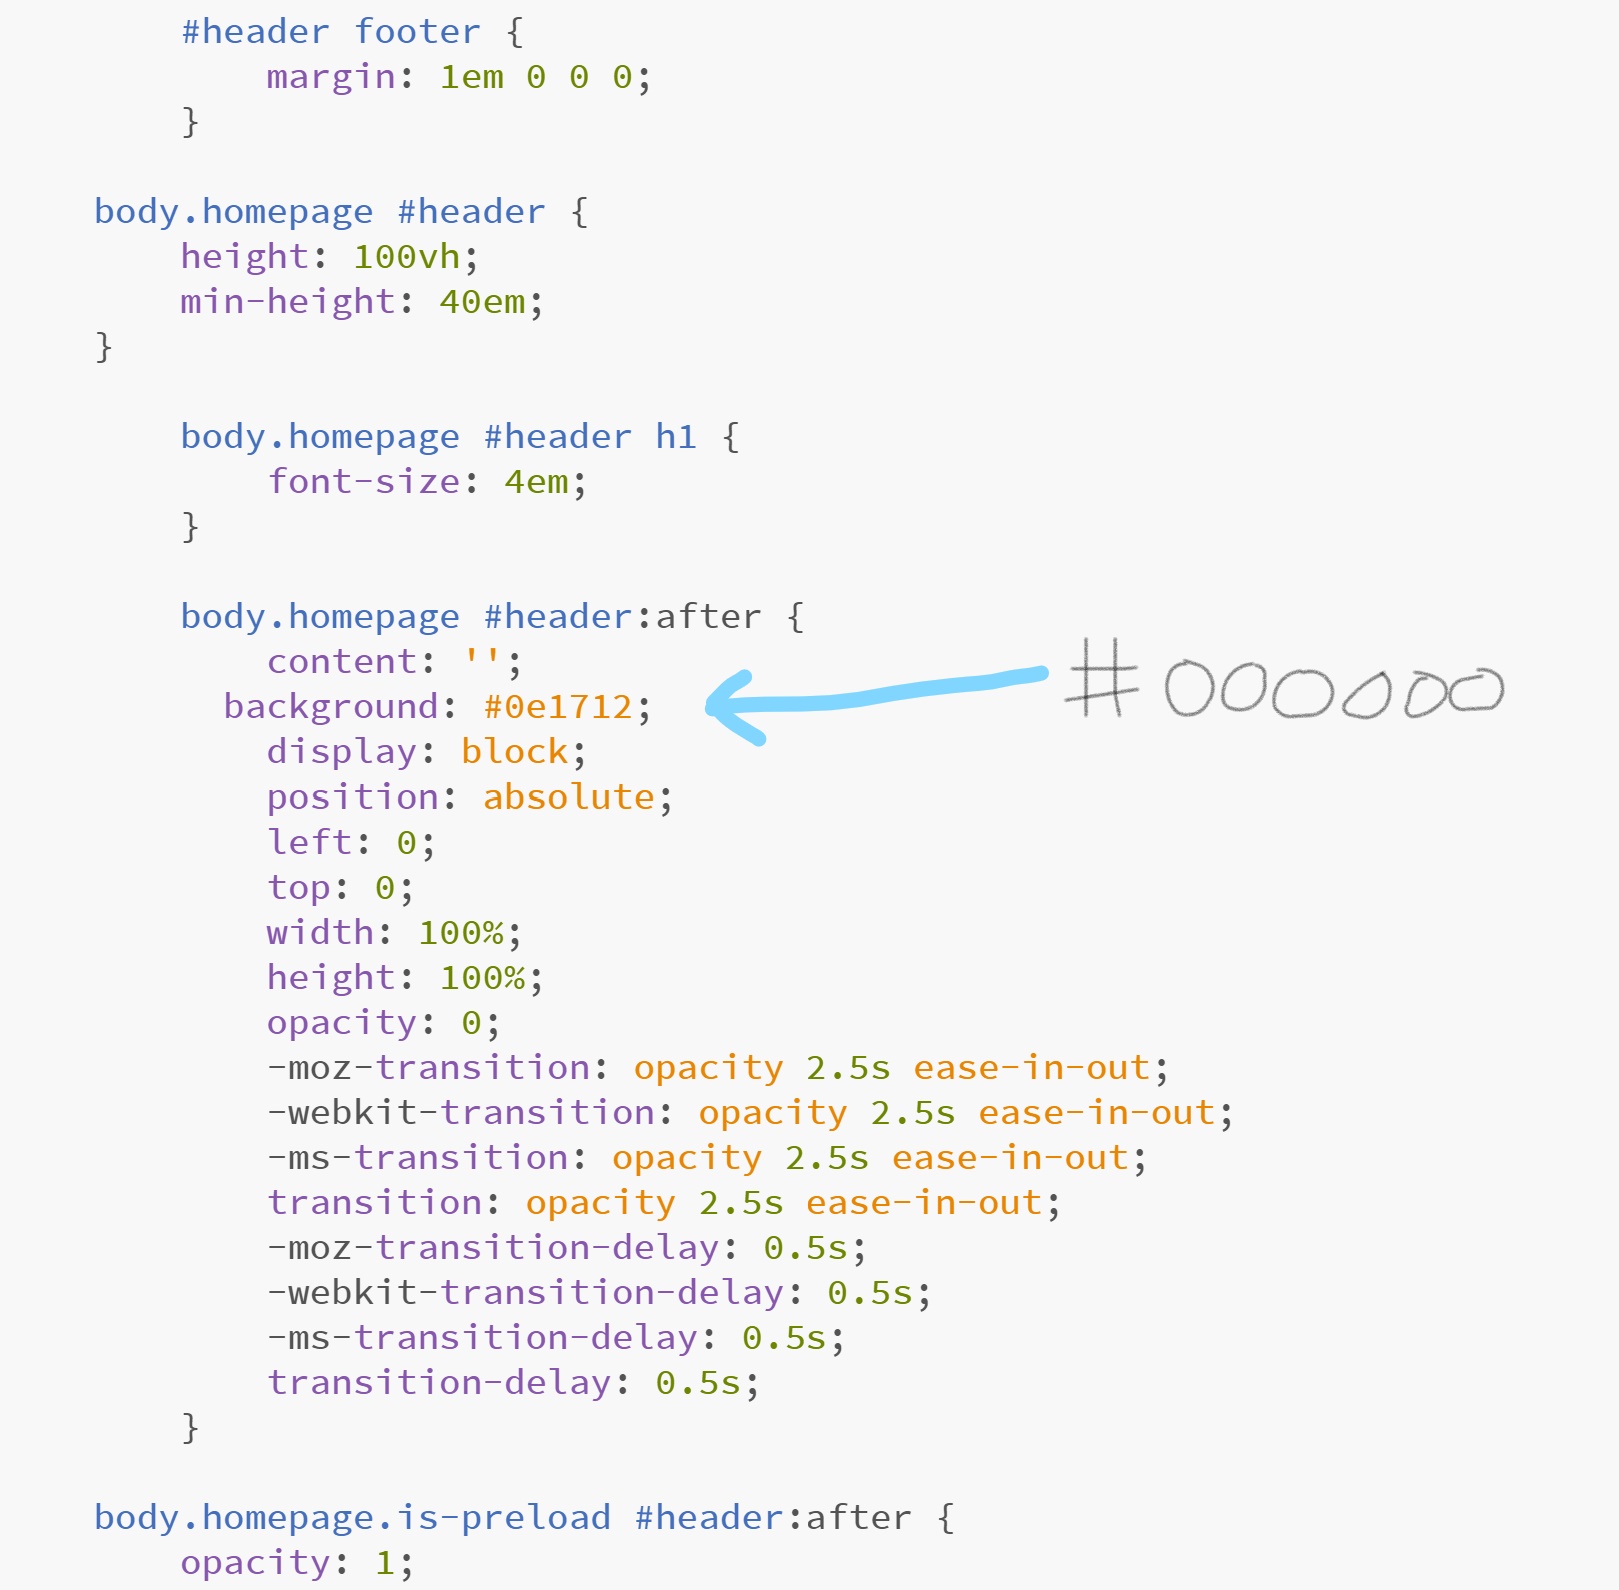 #header footer {
margin: 1em 0 0 0;
}
body.homepage #header {
height: 100vh;
min-height: 40em;
}
body.homepage #header h1 {
font-size: 4em;
}
body.homepage #header:after {
content: '';
background: #0e1712;
#000000
display: block;
position: absolute;
left: 0;
top: 0;
width: 100%;
height: 100%;
opacity: 0;
-moz-transition: opacity 2.5s ease-in-out;
-webkit-transition: opacity 2.5s ease-in-out;
-ms-transition: opacity 2.5s ease-in-out;
transition: opacity 2.5s ease-in-out;
-moz-transition-delay: 0.5s;
-webkit-transition-delay: 0.5s;
-ms-transition-delay: 0.5s;
transition-delay: 0.5s;
}
body.homepage.is-preload #header:after {
opacity: 1;